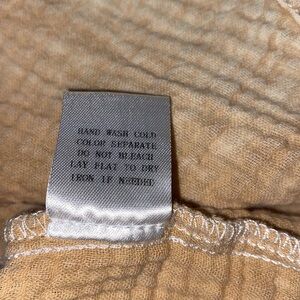 HAND WASH COLD
COLOR SEPARATE
DO NOT BLEACH
LAY FLAT TO DRY
IRON IF NEEDED